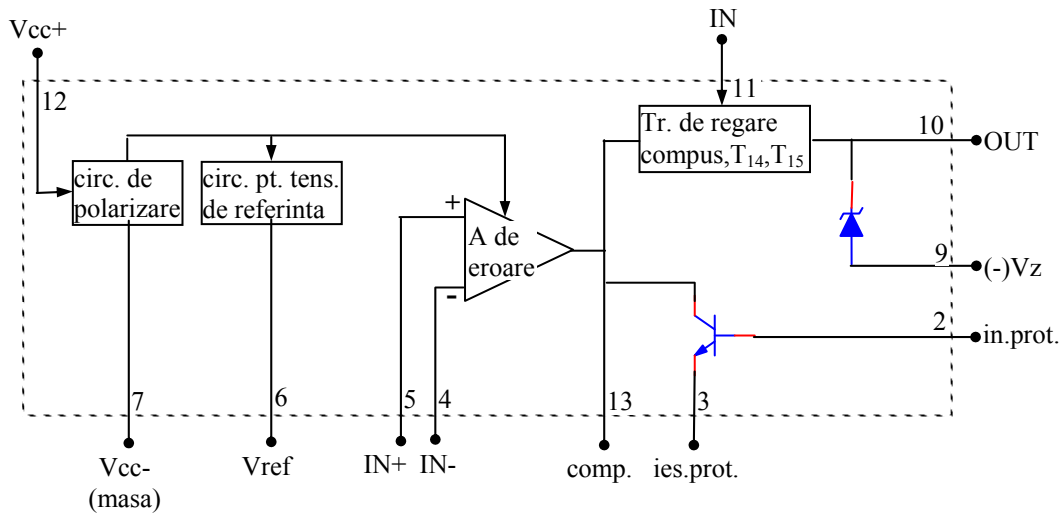 Vcc+
IN
12
11
Tr. de regare
compus,T14,T15
10
OUT
circ. de
polarizare
circ. pt. tens.
de referinta
+
A de
eroare
-
9
(-)Vz
2
in.prot.
7
6
5
4
13
3
Vcc-
(masa)
Vref
IN+
IN-
comp.
ies.prot.